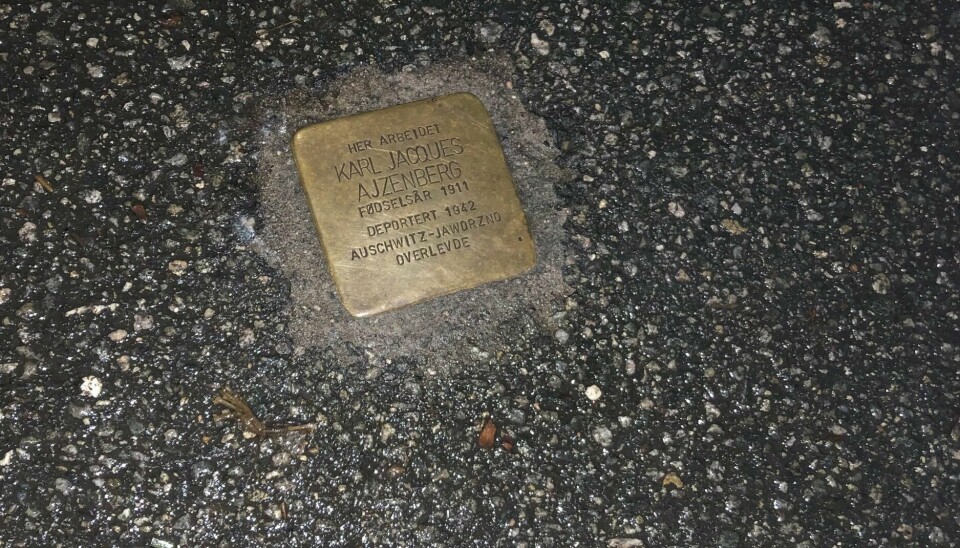 HER ARBEIDET
KARL JACQUES
AJZENBERG
FØDSELSÅR 1911
DEPORTERT 1942
AUSCHWITZ-JAWORZNO
OVERLEVDE